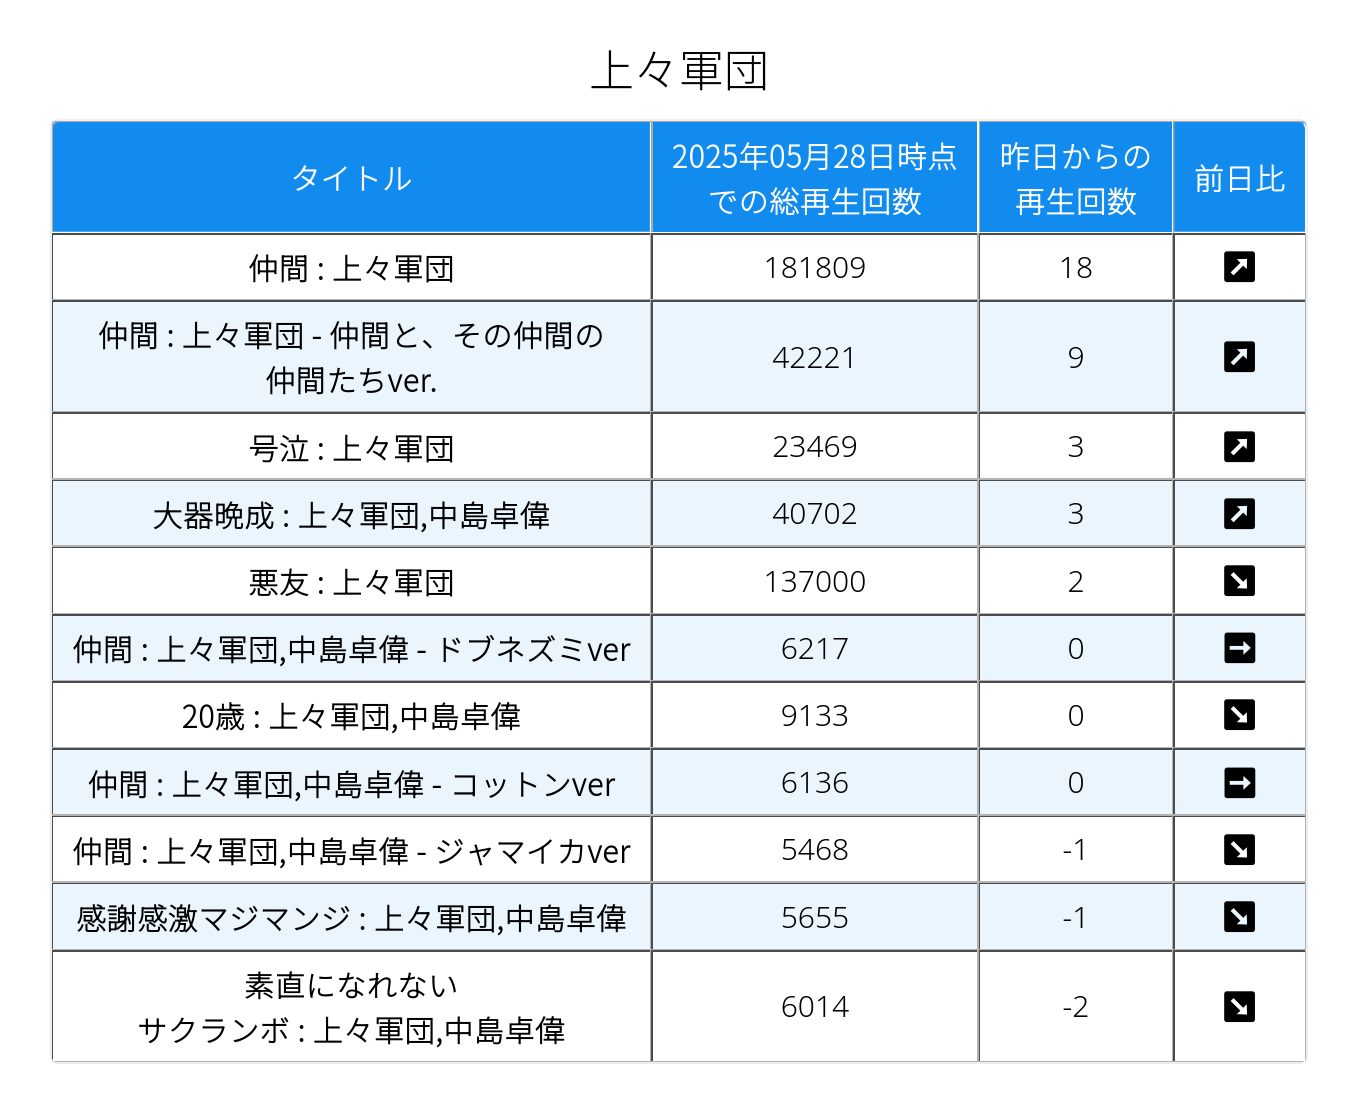 上々軍団
タイトル
2025年05月28日時点
での総再生回数
昨日からの
再生回数
前日比
仲間 : 上々軍団
181809
18
仲間 : 上々軍団 - 仲間と、その仲間の
仲間たちver.
42221
9
号泣 : 上々軍団
23469
3
大器晩成 : 上々軍団,中島卓偉
40702
3
悪友 : 上々軍団
137000
2
仲間 : 上々軍団,中島卓偉 - ドブネズミver
6217
0
20歳 : 上々軍団,中島卓偉
9133
0
仲間 : 上々軍団,中島卓偉 - コットンver
6136
0
仲間 : 上々軍団,中島卓偉 - ジャマイカver
5468
-1
感謝感激マジマンジ : 上々軍団,中島卓偉
5655
-1
素直になれない
サクランボ : 上々軍団,中島卓偉
6014
-2